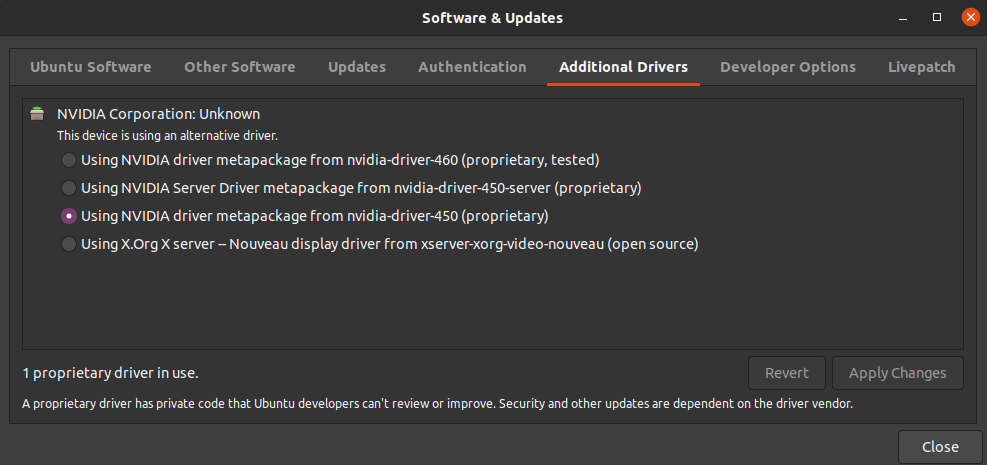 Software & Updates
Ubuntu Software Other Software Updates Authentication Additional Drivers Developer Options Livepatch
NVIDIA Corporation: Unknown
This device is using an alternative driver.
Using NVIDIA driver metapackage from nvidia-driver-460 (proprietary, tested)
Using NVIDIA Server Driver metapackage from nvidia-driver-450-server (proprietary)
Using NVIDIA driver metapackage from nvidia-driver-450 (proprietary)
Using X.Org X server -- Nouveau display driver from xserver-xorg-video-nouveau (open source)
1 proprietary driver in use.
Revert Apply Changes
A proprietary driver has private code that Ubuntu developers can't review or improve. Security and other updates are dependent on the driver vendor.
Close